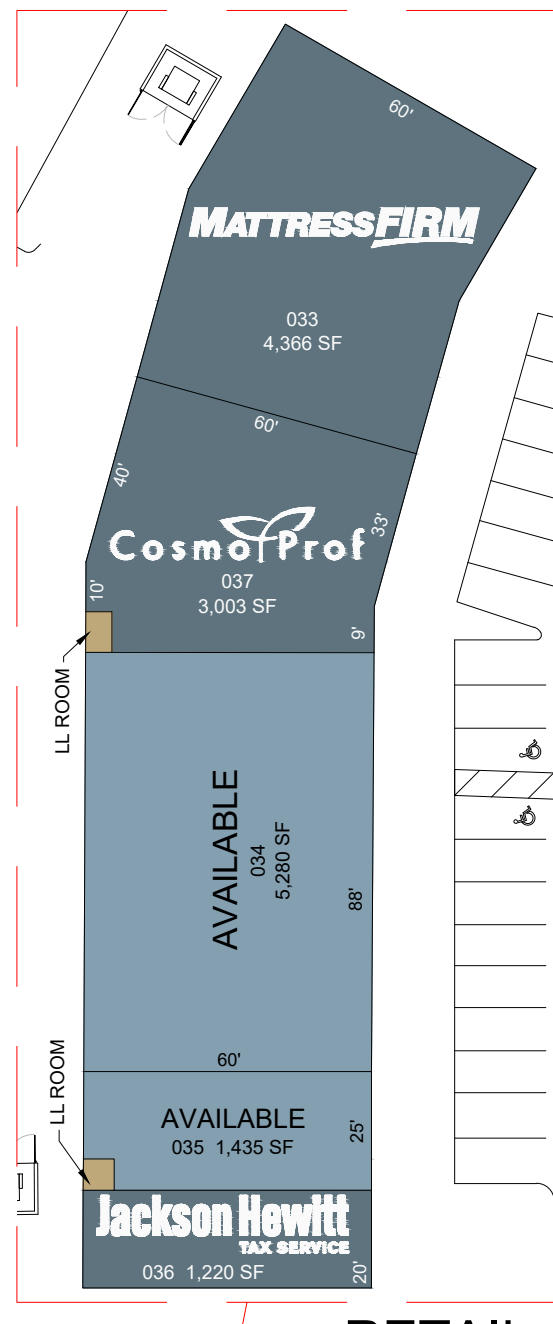 60'
MATTRESSFIRM
033
4,366 SF
60'
40'
33'
CosmoProf
037
3,003 SF
10'
9'
LL ROOM
AVAILABLE
034
5,280 SF
88'
60'
LL ROOM
AVAILABLE
25'
035 1,435 SF
Jackson Hewitt
TAX SERVICE
036 1,220 SF
20'